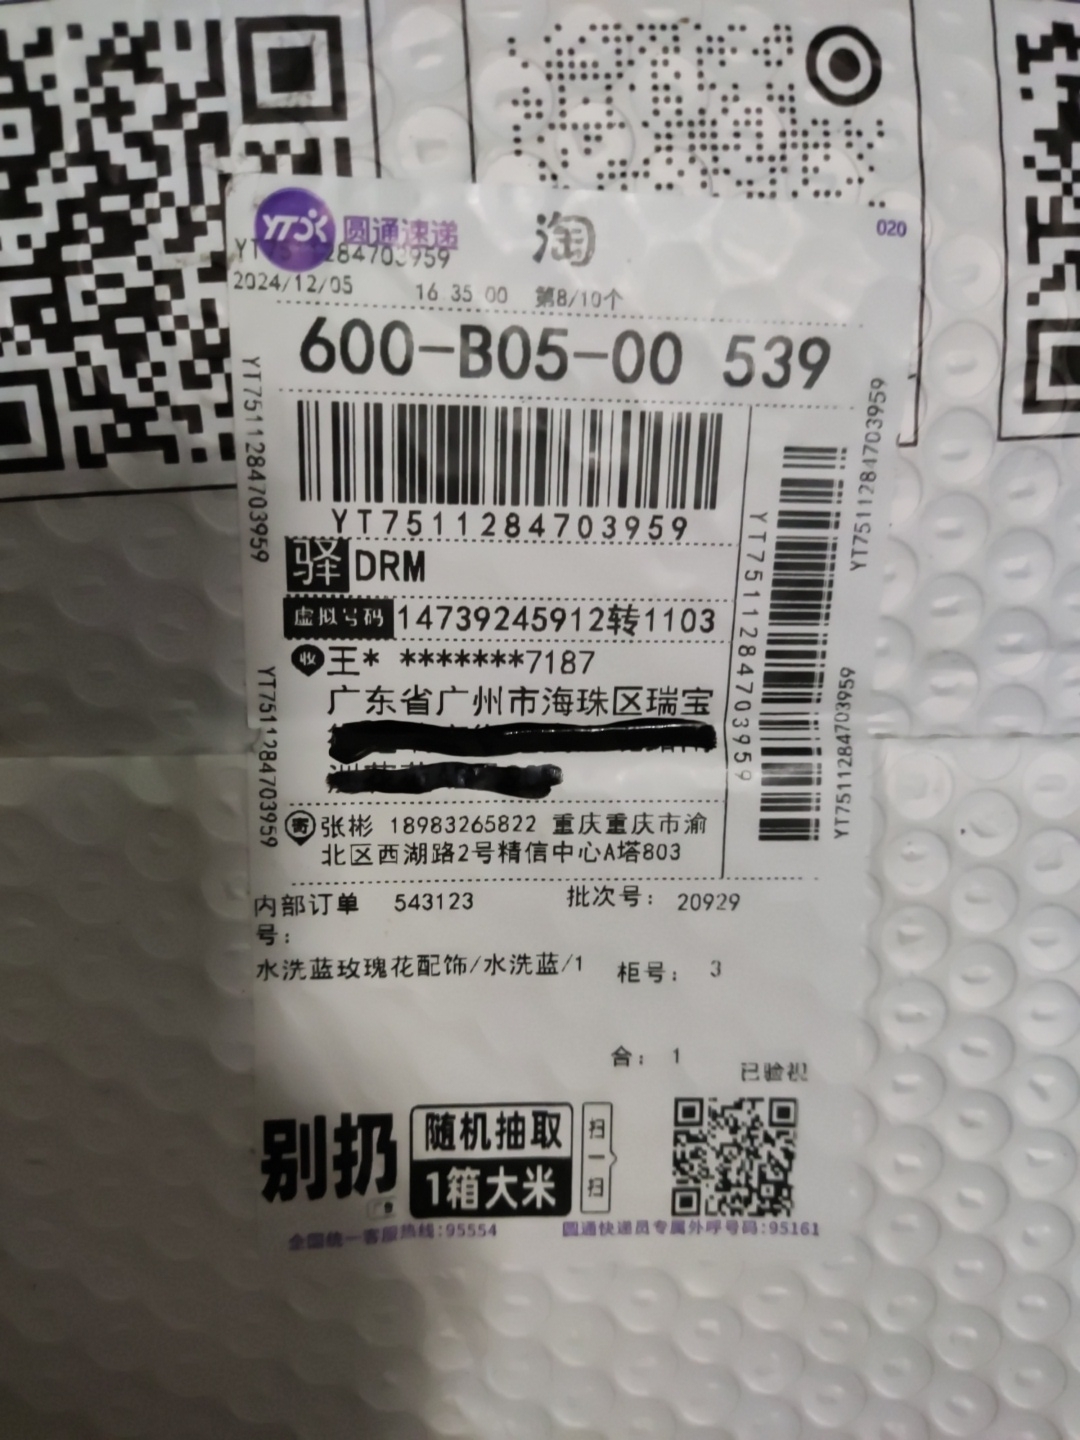 YTO 圆通速递
淘
020
2024/12/05 16 35 00 第8/10个
600-B05-00 539
YT7511284703959
YT7511284703959
YT7511284703959
YT7511284703959
YT7511284703959
YT7511284703959
驿 DRM
虚拟号码 14739245912转1103
收 王* *******7187
广东省广州市海珠区瑞宝
寄 张彬 18983265822 重庆重庆市渝
北区西湖路2号精信中心A塔803
内部订单 543123 批次号: 20929
号:
水洗蓝玫瑰花配饰/水洗蓝/1 柜号: 3
合: 1
已验视
别扔
随机抽取
1箱大米
扫一扫
全国统一客服热线:95554 圆通快递员专属外呼号码:95161